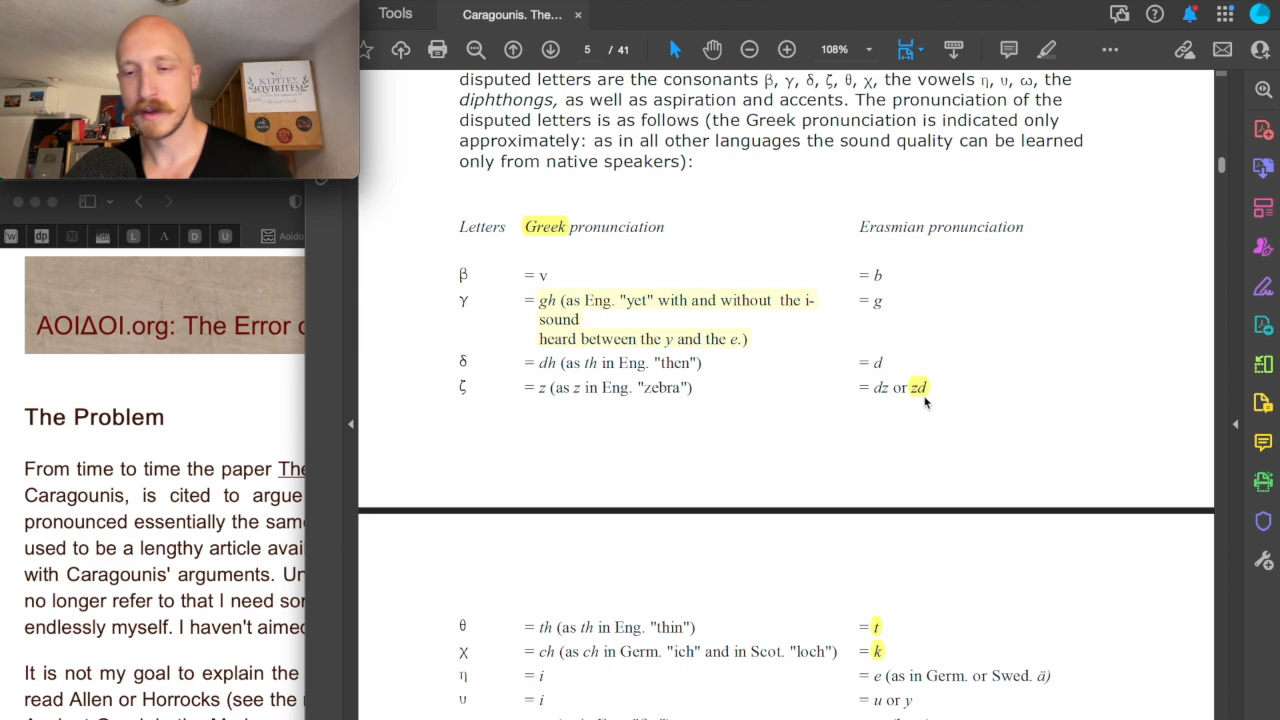 KYPITEC
QVIRITES
Tools
Caragounis. The...
5 / 41
108%
disputed letters are the consonants β, γ, δ, ζ, θ, χ, the vowels η, υ, ω, the
diphthongs, as well as aspiration and accents. The pronunciation of the
disputed letters is as follows (the Greek pronunciation is indicated only
approximately: as in all other languages the sound quality can be learned
only from native speakers):
Letters Greek pronunciation Erasmian pronunciation
β = v = b
γ = gh (as Eng. "yet" with and without the i- = g
sound
heard between the y and the e.)
δ = dh (as th in Eng. "then") = d
ζ = z (as z in Eng. "zebra") = dz or zd
θ = th (as th in Eng. "thin") = t
χ = ch (as ch in Germ. "ich" and in Scot. "loch") = k
η = i = e (as in Germ. or Swed. ä)
υ = i = u or y
W dp L Λ D U Aoido
ΑΟΙΔΟΙ.org: The Error
The Problem
From time to time the paper The
Caragounis, is cited to argue
pronounced essentially the same
used to be a lengthy article avai
with Caragounis' arguments. Un
no longer refer to that I need son
endlessly myself. I haven't aimed
It is not my goal to explain the
read Allen or Horrocks (see the